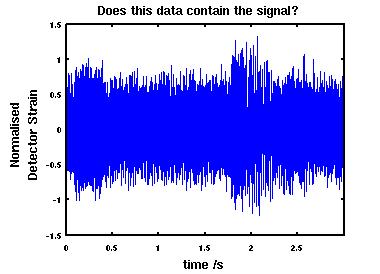 Does this data contain the signal?
Normalised
Detector Strain
1.5
1
0.5
0
-0.5
-1
-1.5
0 0.5 1 1.5 2 2.5
time /s